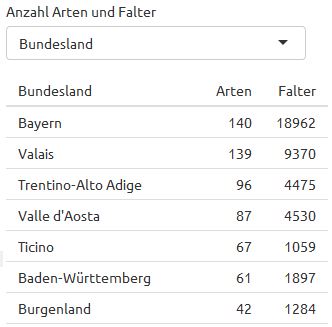 Anzahl Arten und Falter
Bundesland
Bundesland Arten Falter
Bayern 140 18962
Valais 139 9370
Trentino-Alto Adige 96 4475
Valle d'Aosta 87 4530
Ticino 67 1059
Baden-Württemberg 61 1897
Burgenland 42 1284